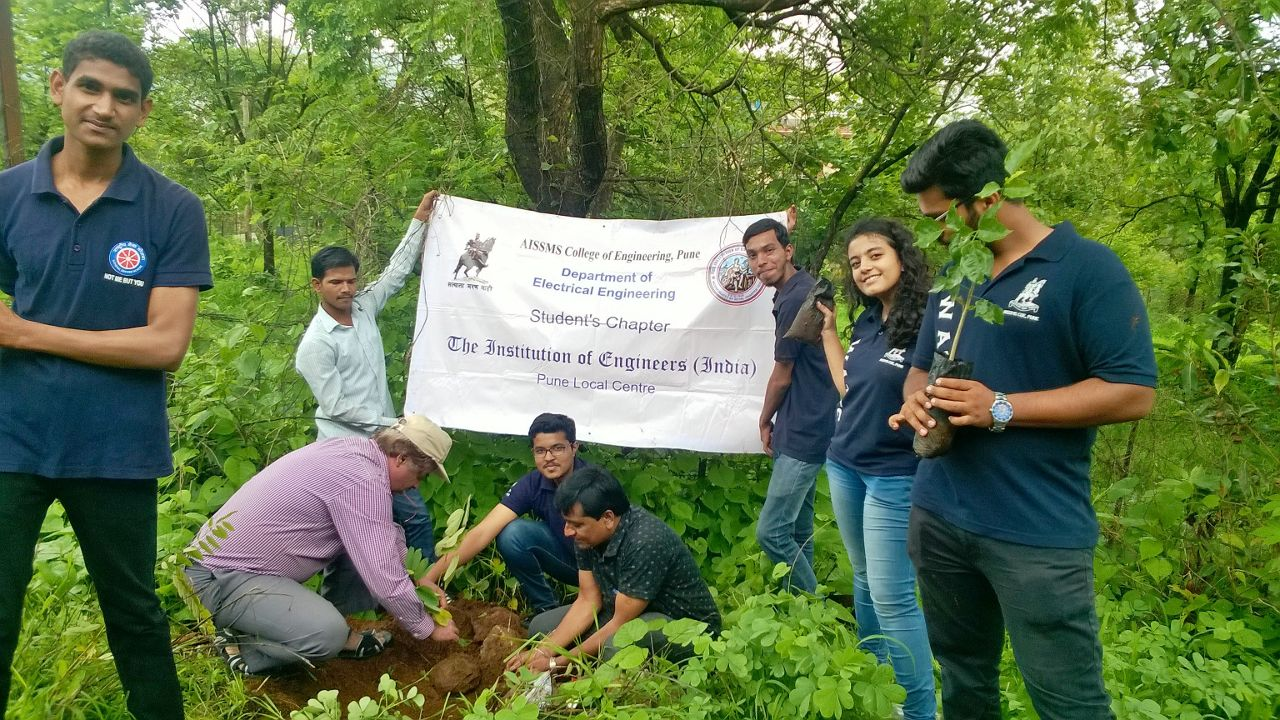 AISSMS College of Engineering, Pune
Department of
Electrical Engineering
Student's Chapter
The Institution of Engineers (India)
Pune Local Centre
NOT ME BUT YOU